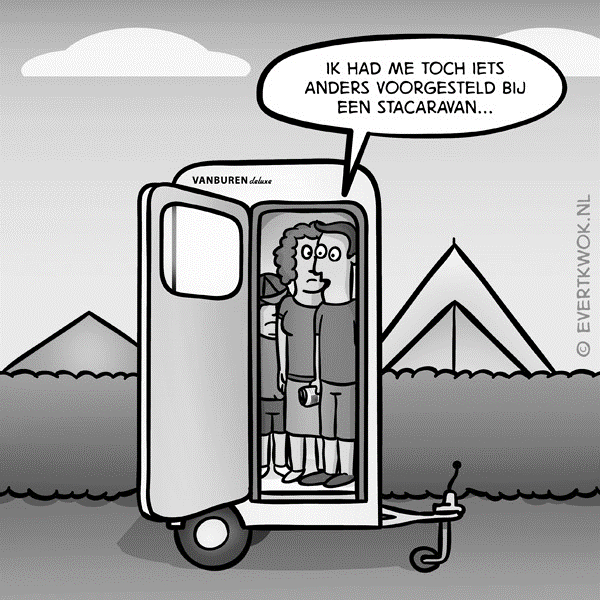 IK HAD ME TOCH IETS
ANDERS VOORGESTELD BIJ
EEN STACARAVAN...
VANBUREN deluxe
© EVERTKWOK.NL